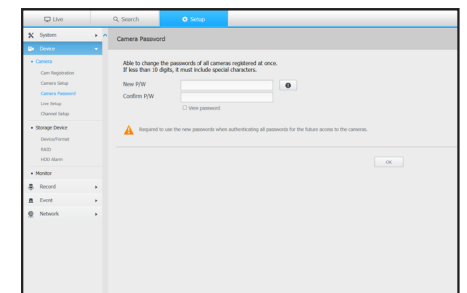 Live
Search
Setup
System
Device
Camera
Cam Registration
Camera Setup
Camera Password
Live Setup
Channel Setup
Storage Device
Device/Format
RAID
HDD Alarm
Monitor
Record
Event
Network
Camera Password
Able to change the passwords of all cameras registered at once.
If less than 10 digits, it must include special characters.
New P/W
Confirm P/W
View password
Required to use the new passwords when authenticating all passwords for the future access to the cameras.
OK